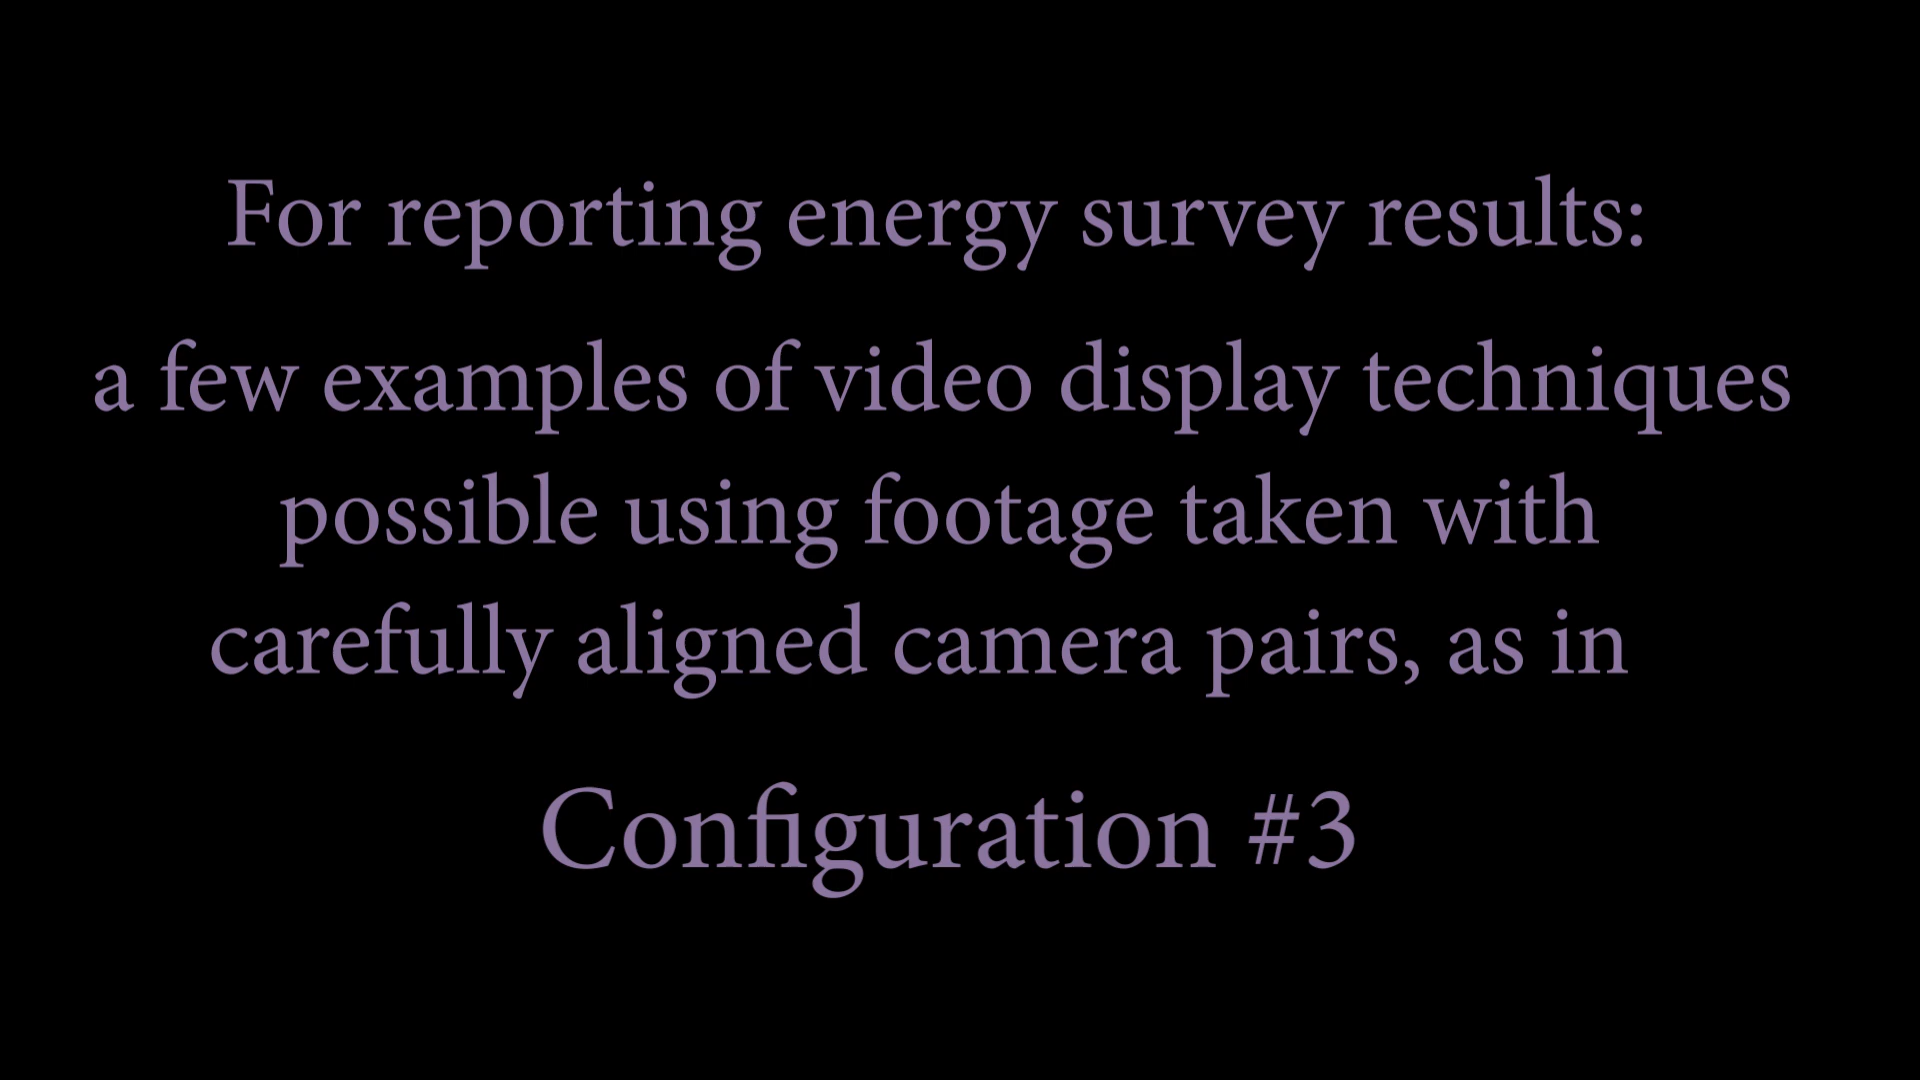 For reporting energy survey results:
a few examples of video display techniques
possible using footage taken with
carefully aligned camera pairs, as in
Configuration #3